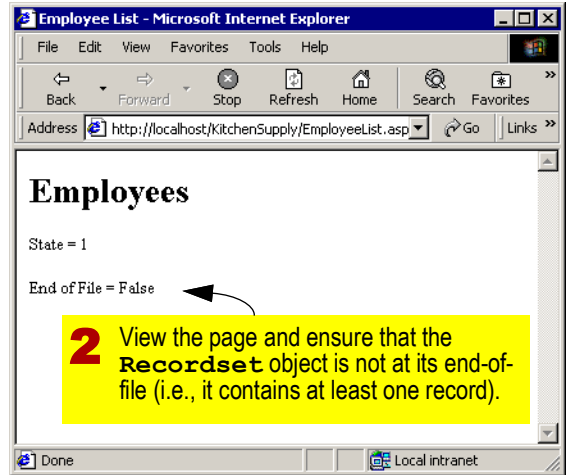 Employee List - Microsoft Internet Explorer
File Edit View Favorites Tools Help
Back Forward Stop Refresh Home Search Favorites »
Address http://localhost/KitchenSupply/EmployeeList.asp Go Links »
Employees
State = 1
End of File = False
2 View the page and ensure that the
Recordset object is not at its end-of-
file (i.e., it contains at least one record).
Done Local intranet